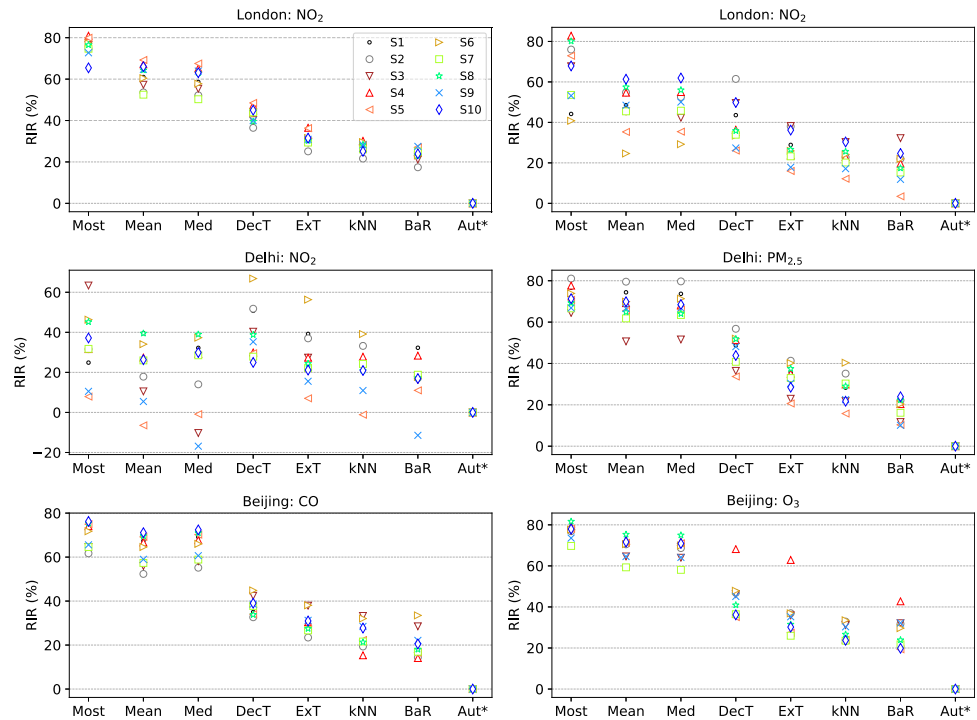 London: NO₂
London: NO₂
RIR (%)
80
60
40
20
0
S1
S2
S3
S4
S5
S6
S7
S8
S9
S10
Most Mean Med DecT ExT kNN BaR Aut*
RIR (%)
80
60
40
20
0
Most Mean Med DecT ExT kNN BaR Aut*
Delhi: NO₂
Delhi: PM₂.₅
RIR (%)
60
40
20
0
−20
Most Mean Med DecT ExT kNN BaR Aut*
RIR (%)
80
60
40
20
0
Most Mean Med DecT ExT kNN BaR Aut*
Beijing: CO
Beijing: O₃
RIR (%)
80
60
40
20
0
Most Mean Med DecT ExT kNN BaR Aut*
RIR (%)
80
60
40
20
0
Most Mean Med DecT ExT kNN BaR Aut*